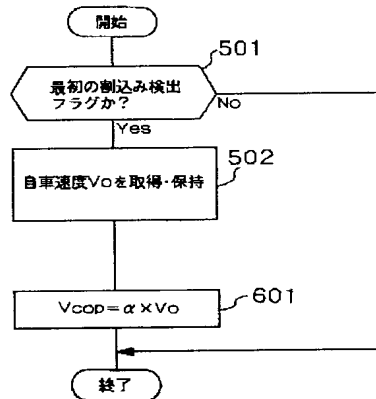 開始
501
最初の割込み検出
フラグか？
No
Yes
502
自車速度Voを取得・保持
601
Vcop=α×Vo
終了